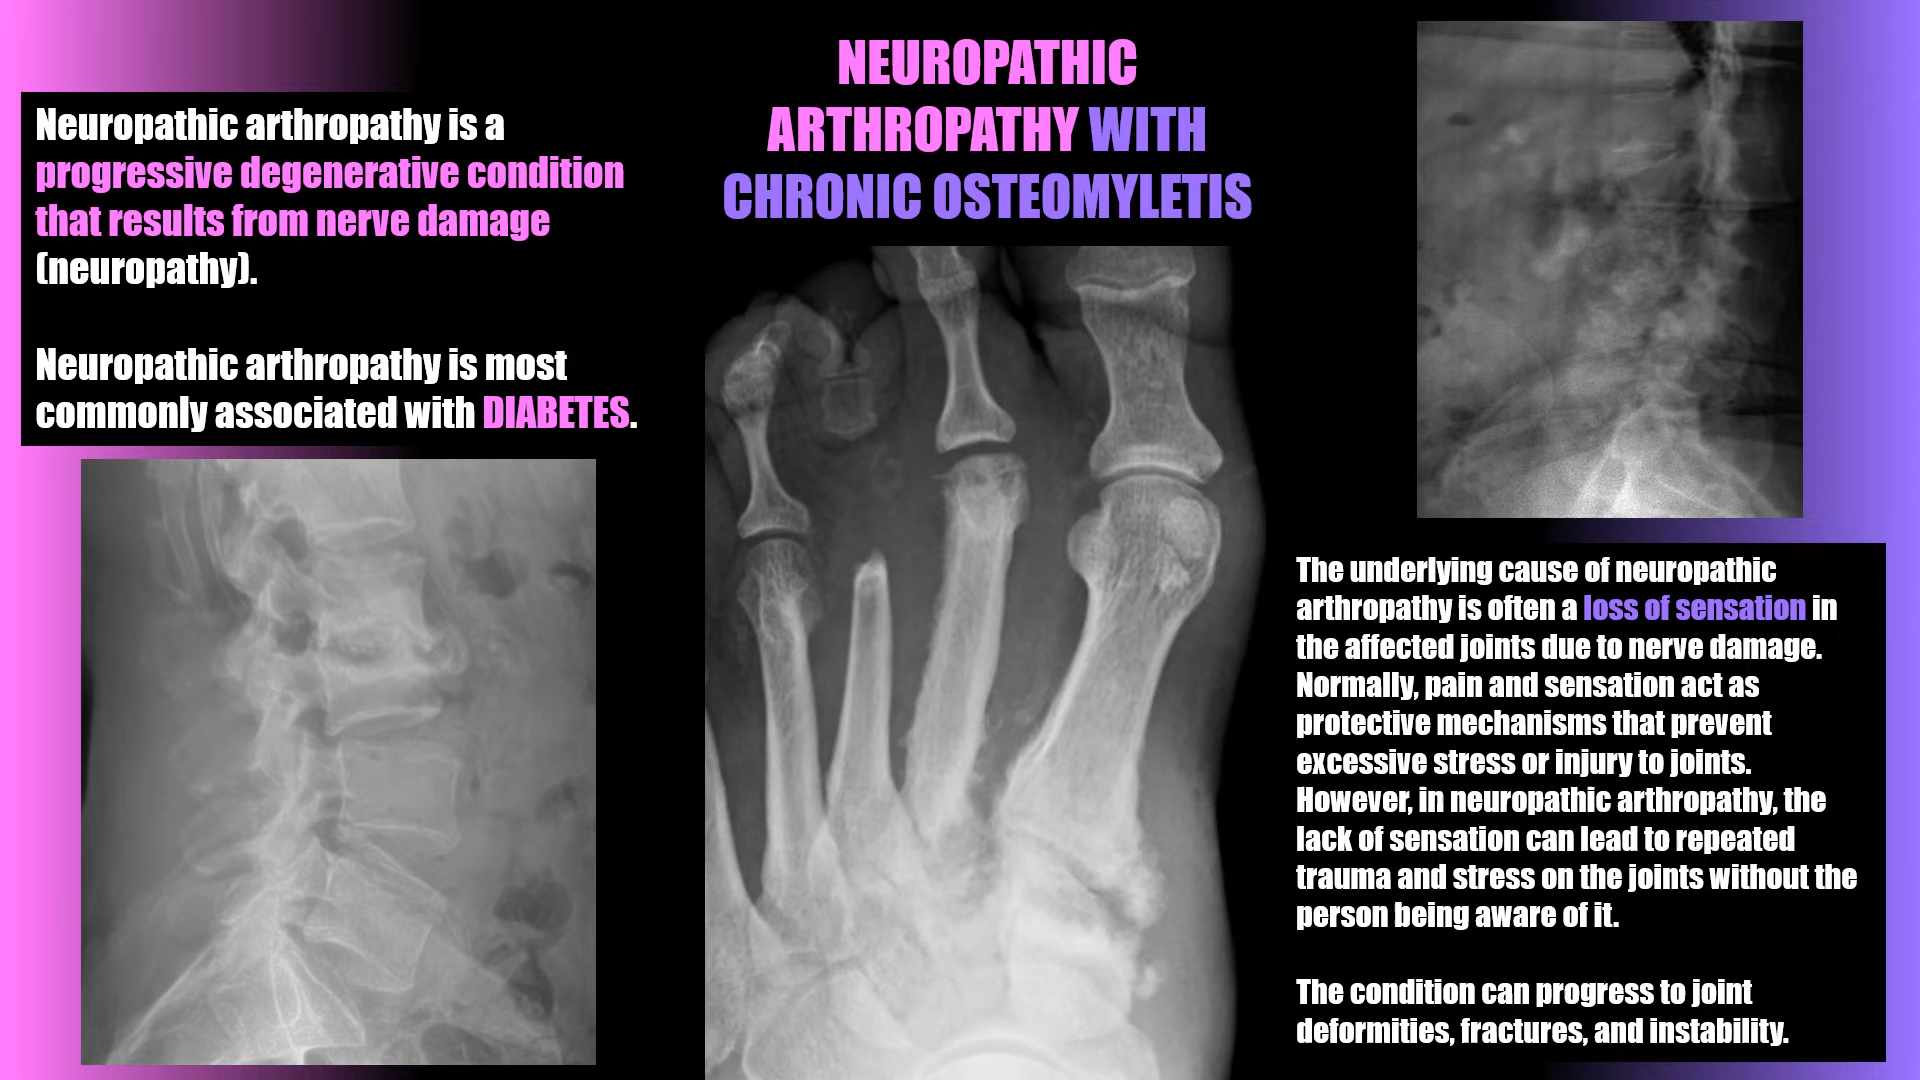 NEUROPATHIC
ARTHROPATHY WITH
CHRONIC OSTEOMYLETIS
Neuropathic arthropathy is a
progressive degenerative condition
that results from nerve damage
(neuropathy).
Neuropathic arthropathy is most
commonly associated with DIABETES.
The underlying cause of neuropathic
arthropathy is often a loss of sensation in
the affected joints due to nerve damage.
Normally, pain and sensation act as
protective mechanisms that prevent
excessive stress or injury to joints.
However, in neuropathic arthropathy, the
lack of sensation can lead to repeated
trauma and stress on the joints without the
person being aware of it.
The condition can progress to joint
deformities, fractures, and instability.